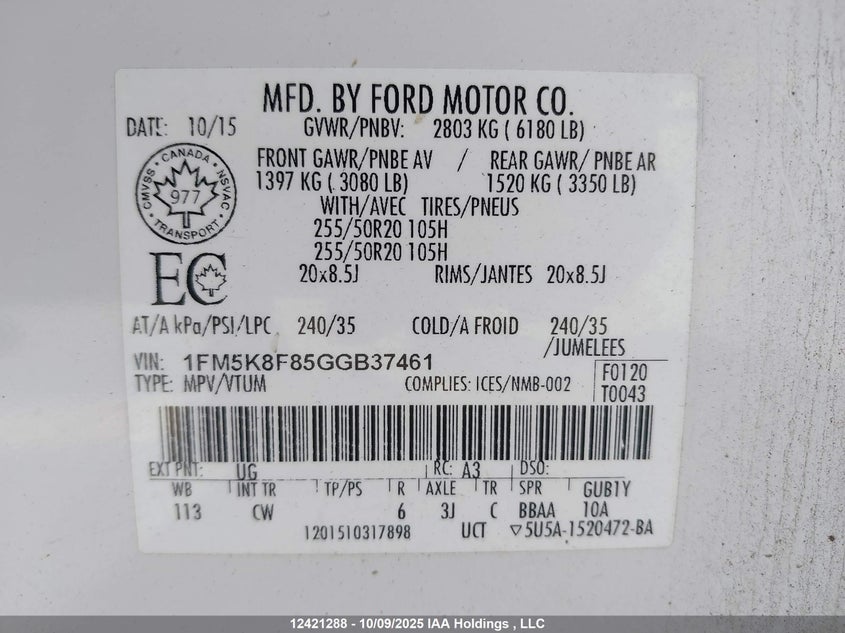 MFD. BY FORD MOTOR CO.
DATE: 10/15 GVWR/PNBV: 2803 KG ( 6180 LB)
FRONT GAWR/PNBE AV / REAR GAWR/ PNBE AR
1397 KG ( 3080 LB) 1520 KG ( 3350 LB)
CANADA
CMVSS NSVAC
977
TRANSPORT
WITH/AVEC TIRES/PNEUS
255/50R20 105H
255/50R20 105H
EC
20x8.5J RIMS/JANTES 20x8.5J
AT/A kPa/PSI/LPC 240/35 COLD/A FROID 240/35
/JUMELEES
VIN: 1FM5K8F85GGB37461
TYPE: MPV/VTUM COMPLIES: ICES/NMB-002
F0120
T0043
EXT PNT: UG RC: A3 DSO:
WB INT TR TP/PS R AXLE TR SPR GUB1Y
113 CW 6 3J C BBAA 10A
1201510317898 UCT ▽5U5A-1520472-BA
12421288 - 10/09/2025 IAA Holdings , LLC